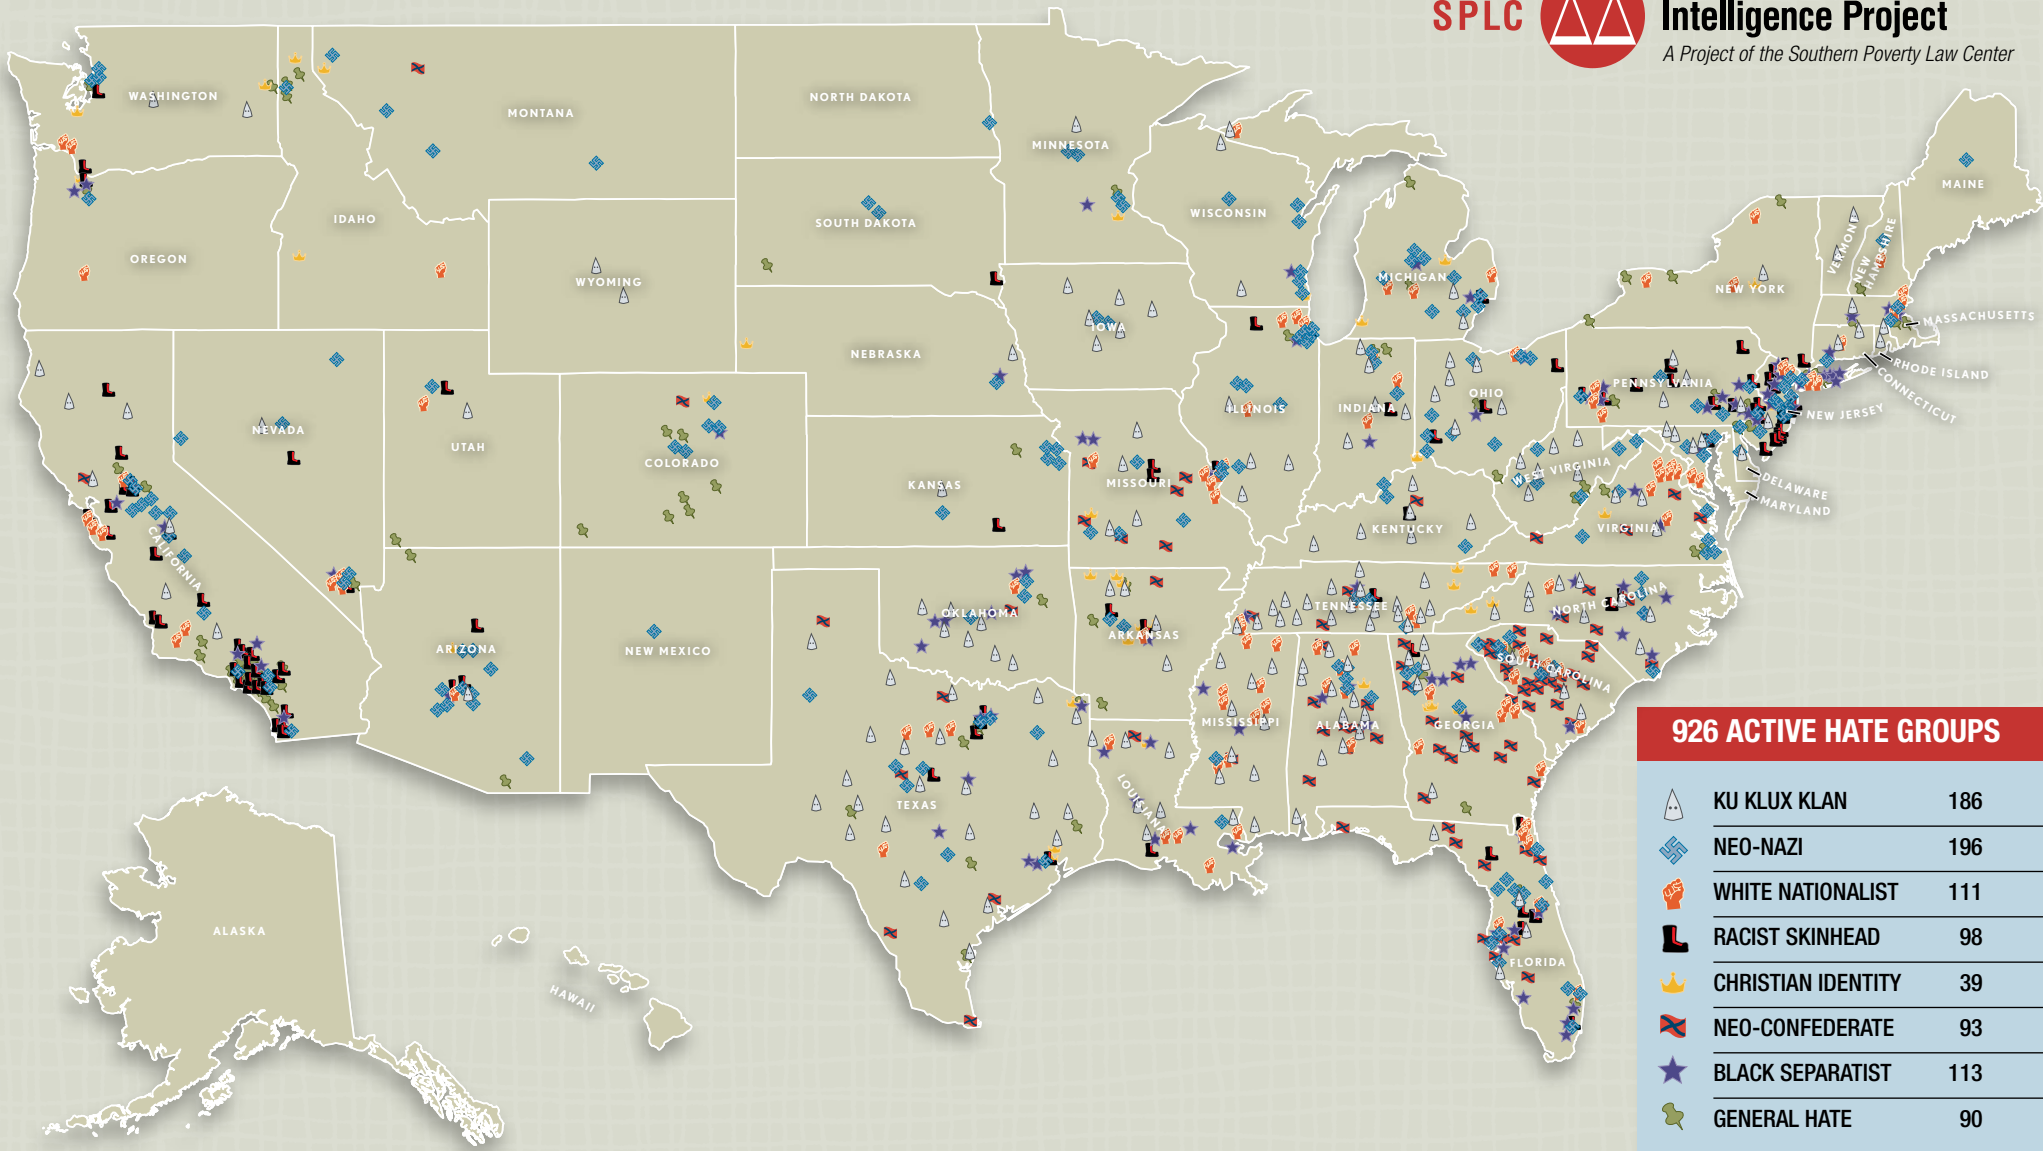 SPLC
Intelligence Project
A Project of the Southern Poverty Law Center
WASHINGTON
MONTANA
NORTH DAKOTA
MINNESOTA
MAINE
OREGON
IDAHO
WYOMING
SOUTH DAKOTA
WISCONSIN
MICHIGAN
NEW YORK
VERMONT
NEW HAMPSHIRE
MASSACHUSETTS
RHODE ISLAND
CONNECTICUT
NEW JERSEY
DELAWARE
MARYLAND
NEBRASKA
IOWA
ILLINOIS
INDIANA
OHIO
PENNSYLVANIA
NEVADA
UTAH
COLORADO
KANSAS
MISSOURI
KENTUCKY
WEST VIRGINIA
VIRGINIA
CALIFORNIA
ARIZONA
NEW MEXICO
OKLAHOMA
ARKANSAS
TENNESSEE
NORTH CAROLINA
SOUTH CAROLINA
TEXAS
LOUISIANA
MISSISSIPPI
ALABAMA
GEORGIA
FLORIDA
ALASKA
HAWAII
926 ACTIVE HATE GROUPS
KU KLUX KLAN 186
NEO-NAZI 196
WHITE NATIONALIST 111
RACIST SKINHEAD 98
CHRISTIAN IDENTITY 39
NEO-CONFEDERATE 93
BLACK SEPARATIST 113
GENERAL HATE 90